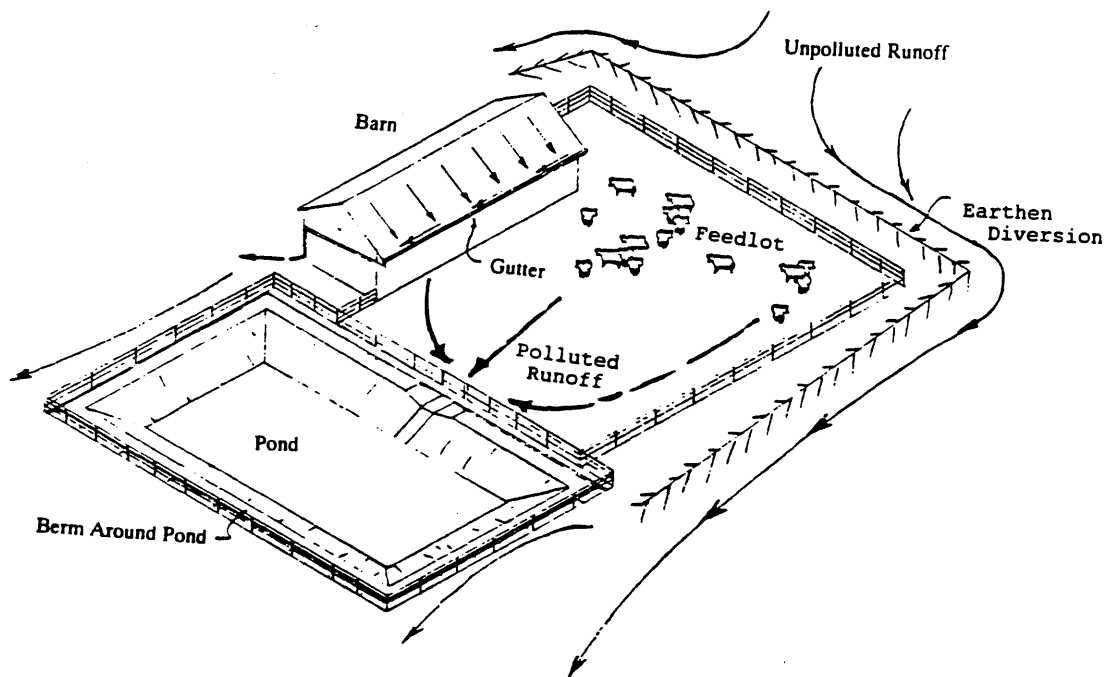 Unpolluted Runoff
Barn
Earthen
Diversion
Feedlot
Gutter
Polluted
Runoff
Pond
Berm Around Pond